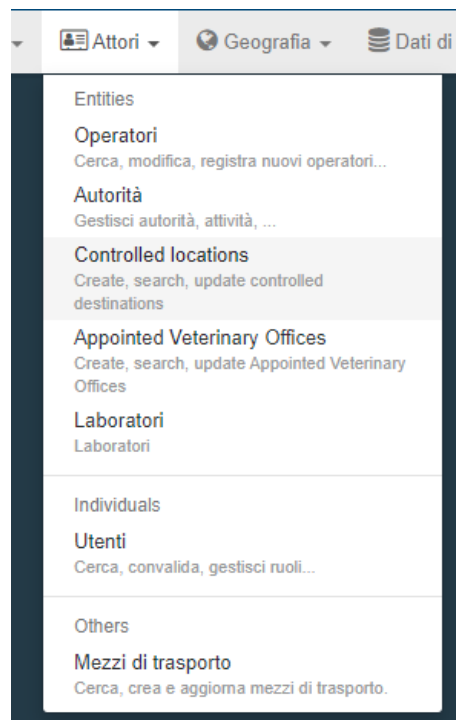 Attori Geografia Dati di
Entities
Operatori
Cerca, modifica, registra nuovi operatori...
Autorità
Gestisci autorità, attività, ...
Controlled locations
Create, search, update controlled
destinations
Appointed Veterinary Offices
Create, search, update Appointed Veterinary
Offices
Laboratori
Laboratori
Individuals
Utenti
Cerca, convalida, gestisci ruoli...
Others
Mezzi di trasporto
Cerca, crea e aggiorna mezzi di trasporto.